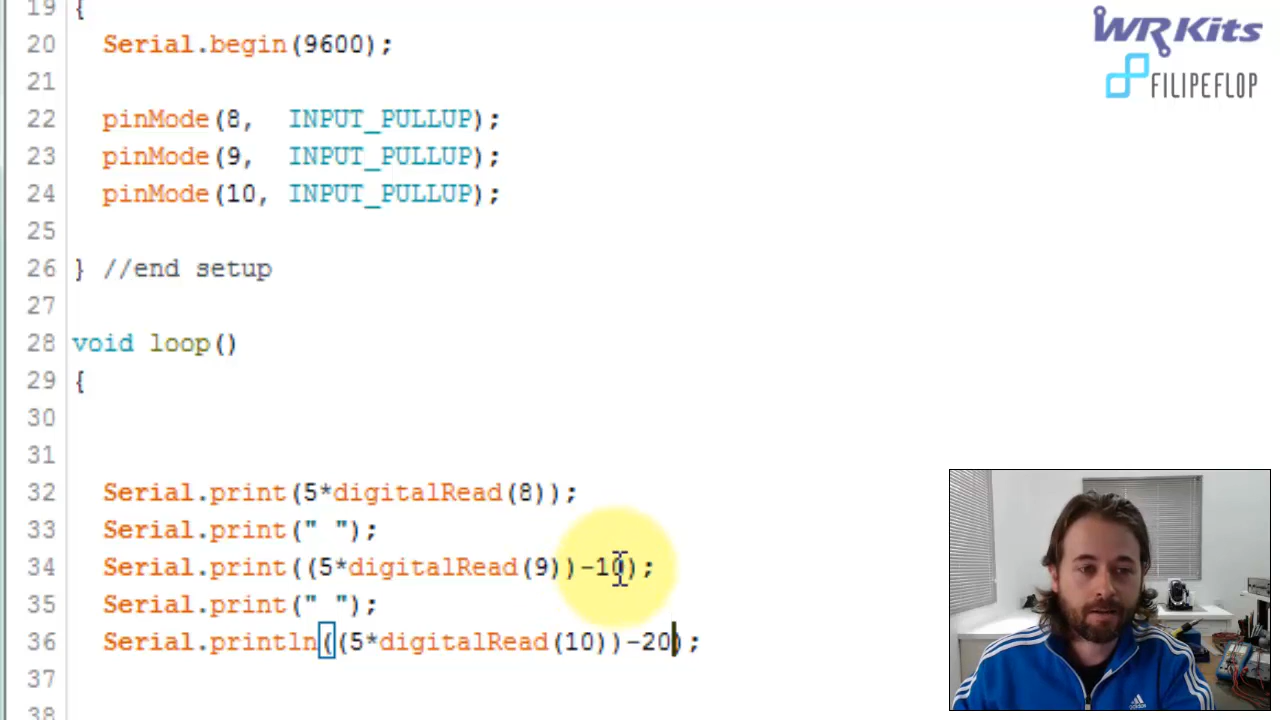 WRKits
FILIPEFLOP
19 {
20 Serial.begin(9600);
21
22 pinMode(8,  INPUT_PULLUP);
23 pinMode(9,  INPUT_PULLUP);
24 pinMode(10, INPUT_PULLUP);
25
26 } //end setup
27
28 void loop()
29 {
30
31
32 Serial.print(5*digitalRead(8));
33 Serial.print(" ");
34 Serial.print((5*digitalRead(9))-10);
35 Serial.print(" ");
36 Serial.println((5*digitalRead(10))-20);
37
38